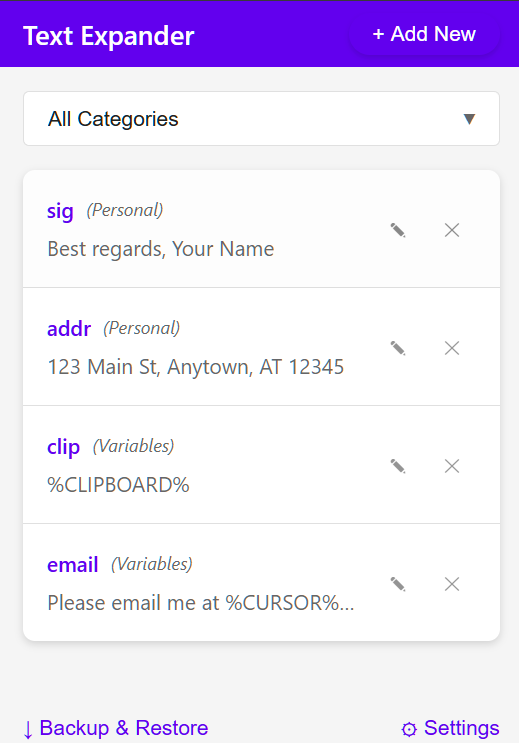 Text Expander
+ Add New
All Categories
sig (Personal)
Best regards, Your Name
addr (Personal)
123 Main St, Anytown, AT 12345
clip (Variables)
%CLIPBOARD%
email (Variables)
Please email me at %CURSOR%...
↓ Backup & Restore
Settings